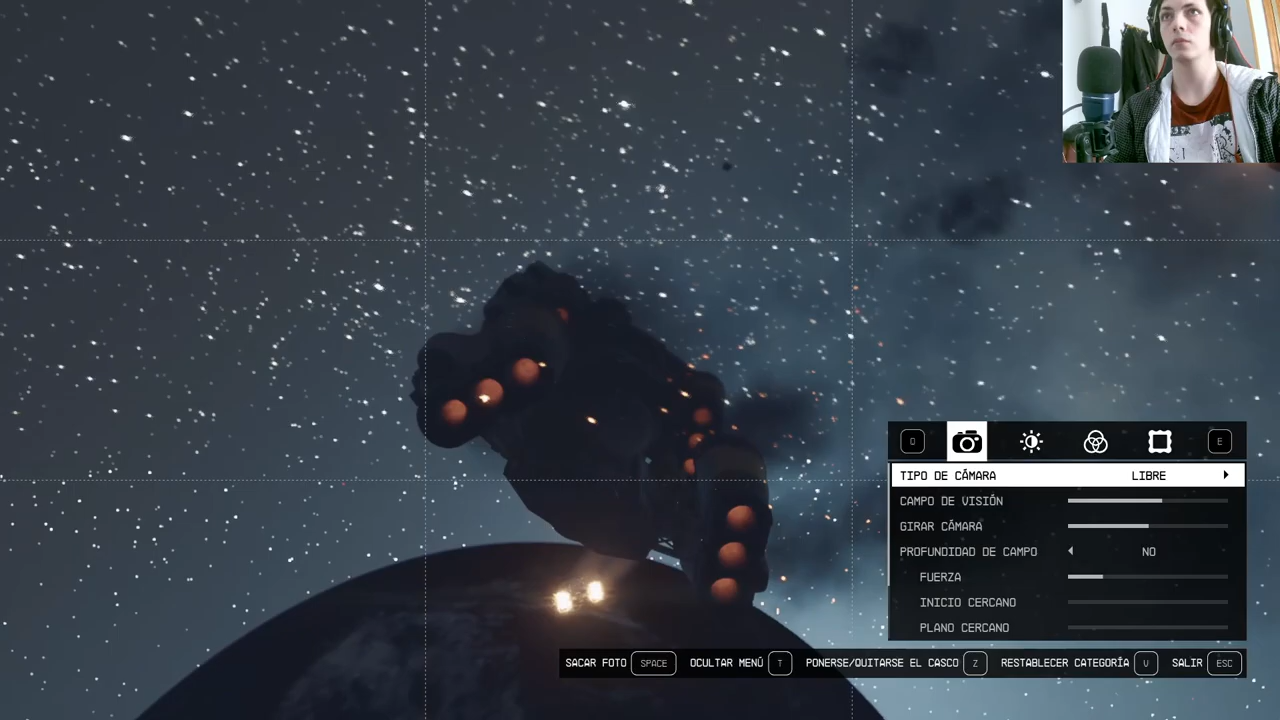 Q
E
TIPO DE CÁMARA LIBRE
CAMPO DE VISIÓN
GIRAR CÁMARA
PROFUNDIDAD DE CAMPO NO
FUERZA
INICIO CERCANO
PLANO CERCANO
SACAR FOTO SPACE OCULTAR MENÚ T PONERSE/QUITARSE EL CASCO Z RESTABLECER CATEGORÍA V SALIR ESC